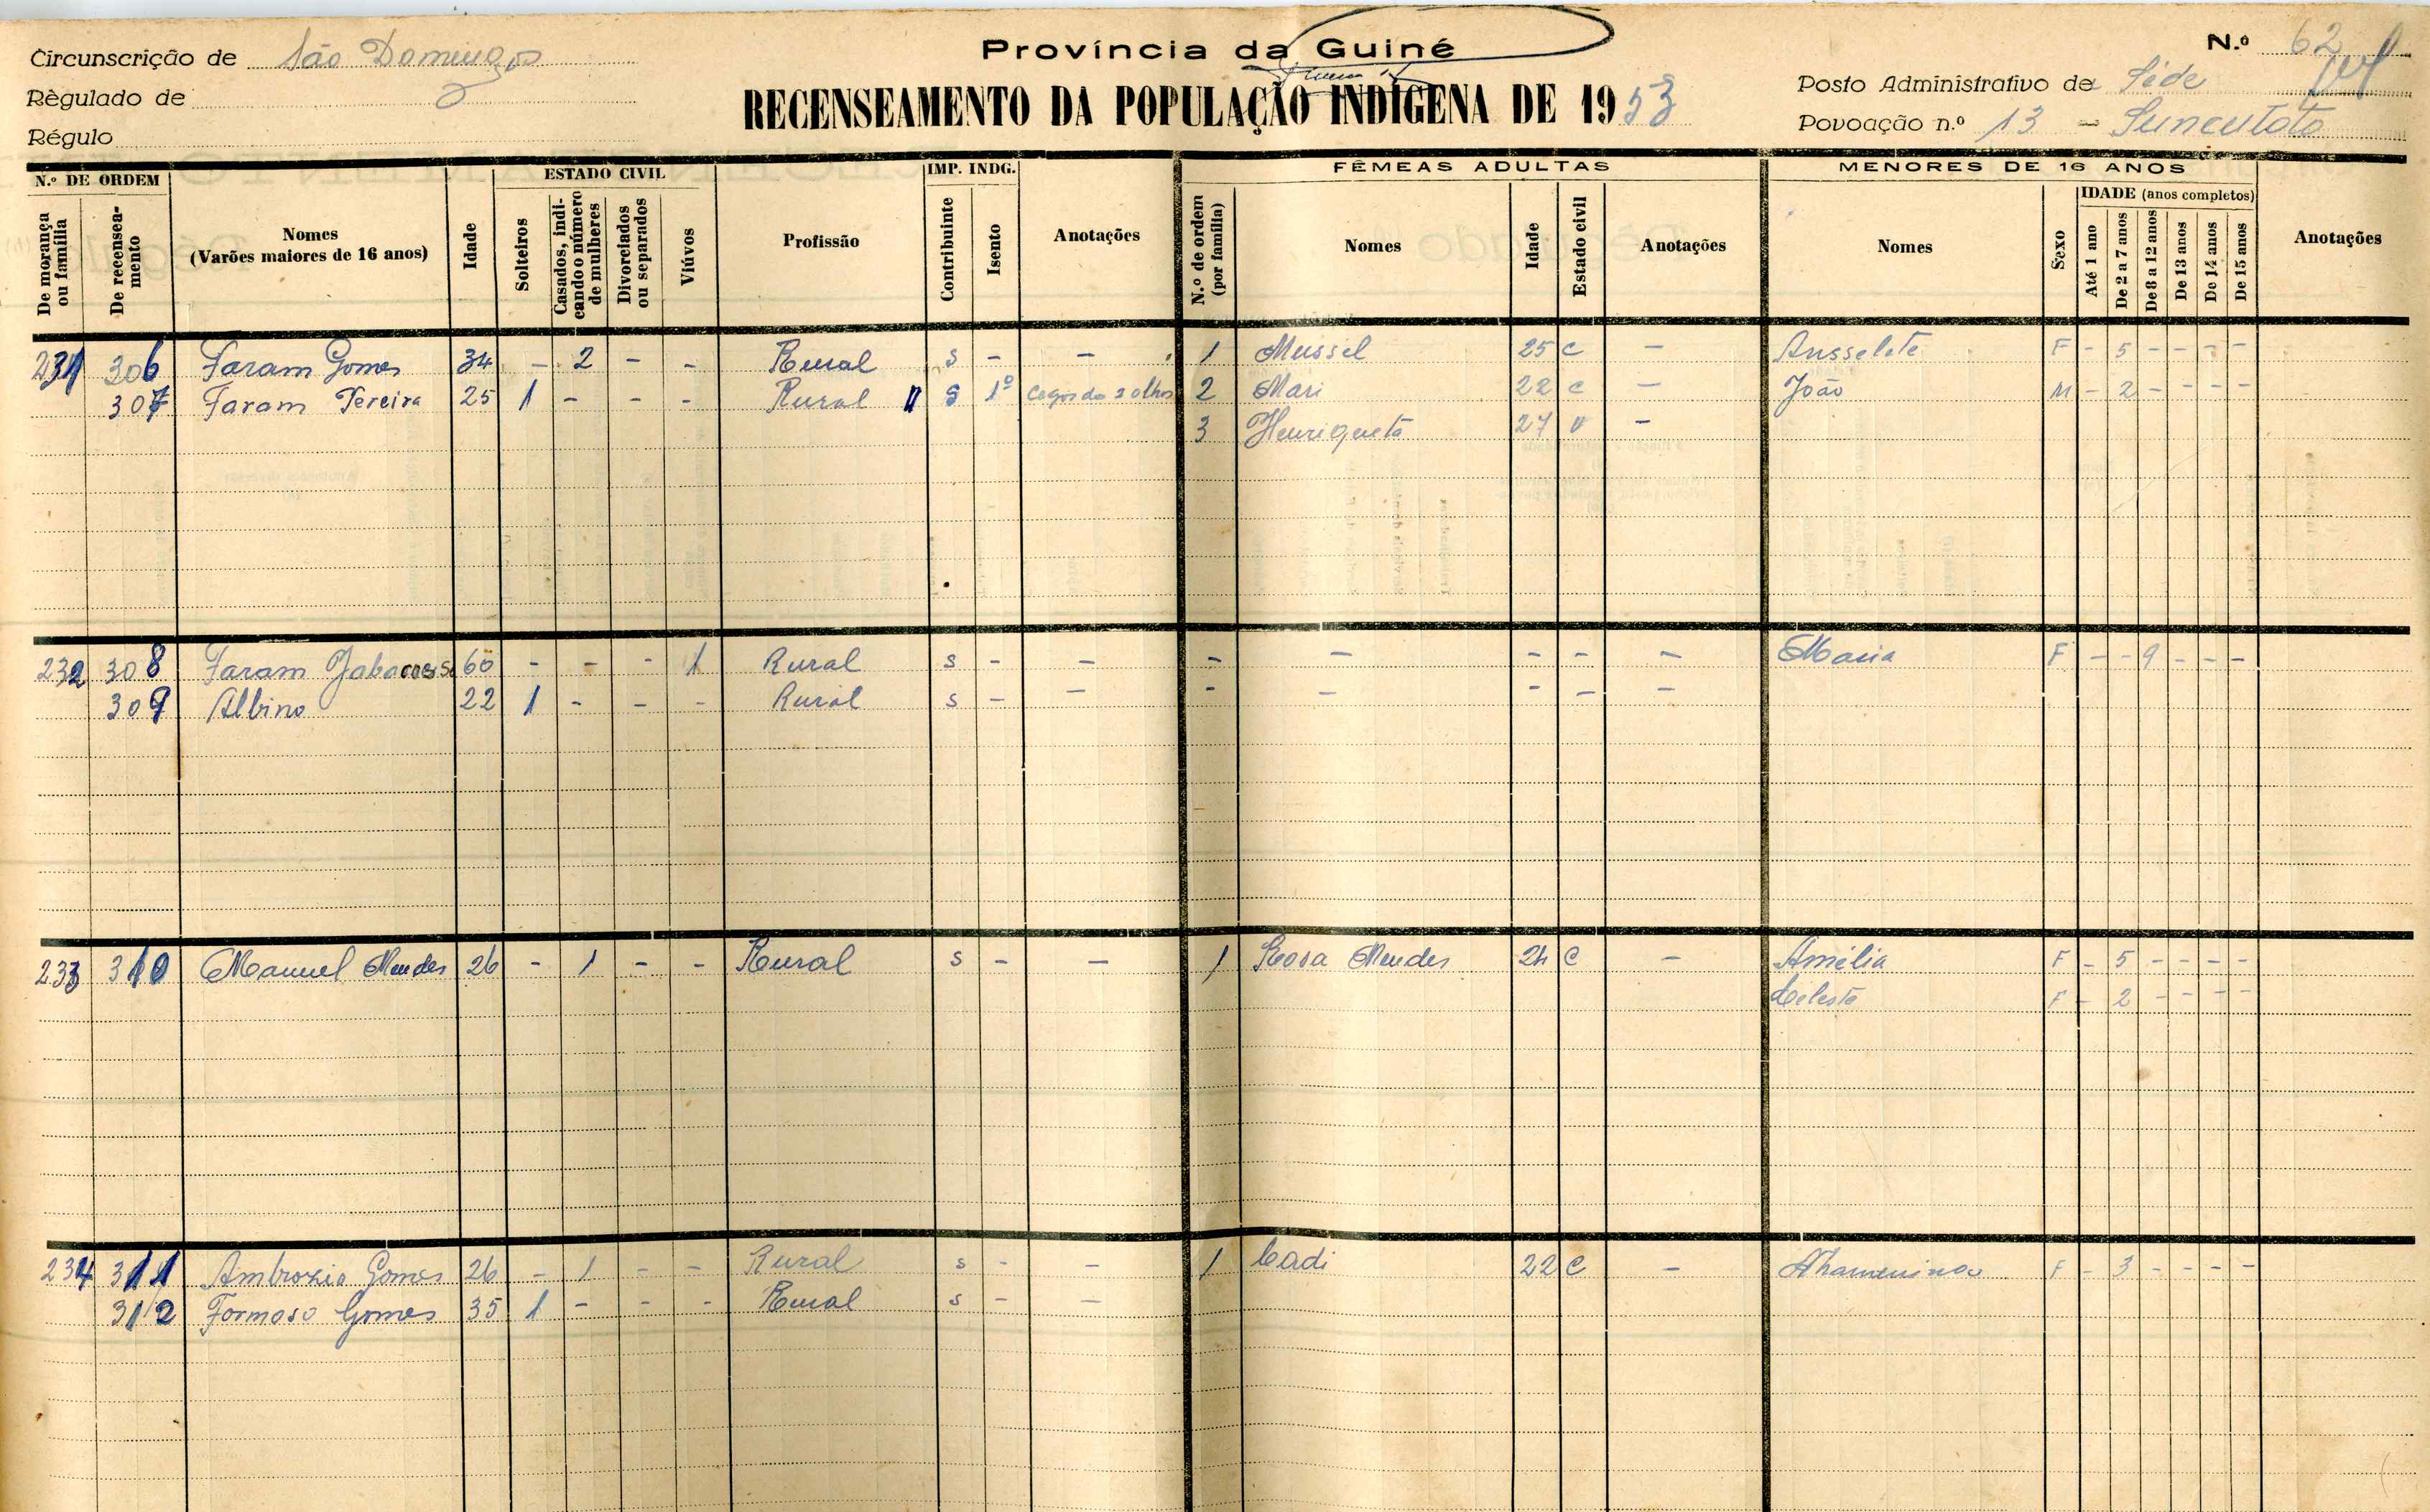 Província da Guiné
N.º 62
Circunscrição de São Domingos
Règulado de
Régulo
RECENSEAMENTO DA POPULAÇÃO INDÍGENA DE 1953
Posto Administrativo de Séde
Povoação n.º 13 - Suncutoto
N.º DE ORDEM
De morança ou família
De recenseamento
Nomes
(Varões maiores de 16 anos)
Idade
ESTADO CIVIL
Solteiros
Casados, indicando o número de mulheres
Divorciados ou separados
Viúvos
Profissão
IMP. INDG.
Contribuinte
Isento
Anotações
FÊMEAS ADULTAS
N.º de ordem (por família)
Nomes
Idade
Estado civil
Anotações
MENORES DE 16 ANOS
Nomes
Sexo
IDADE (anos completos)
Até 1 ano
De 2 a 7 anos
De 8 a 12 anos
De 13 anos
De 14 anos
De 15 anos
Anotações
231 306 Faram Gomes 34 - 2 - - Rural s - - 1 Mussel 25 c - Ansselete F - 5 - - - -
307 Faram Pereira 25 1 - - - Rural s 1º Cegos dos 2 olhos 2 Mari 22 c - João M - 2 - - - -
3 Henriqueta 27 v -
232 308 Faram 60 - - - 1 Rural s - - - - - - - Maria F - - 9 - - -
309 Albino 22 1 - - - Rural s - - - - - - -
233 310 Manuel Mendes 26 - 1 - - Rural s - - 1 Rosa Mendes 24 c - Amélia F - 5 - - - -
Celeste F - 2 - - - -
234 311 Ambrozio Gomes 26 - 1 - - Rural s - - 1 Cadi 22 c - F - 3 - - - -
312 Formoso Gomes 35 1 - - - Rural s - -